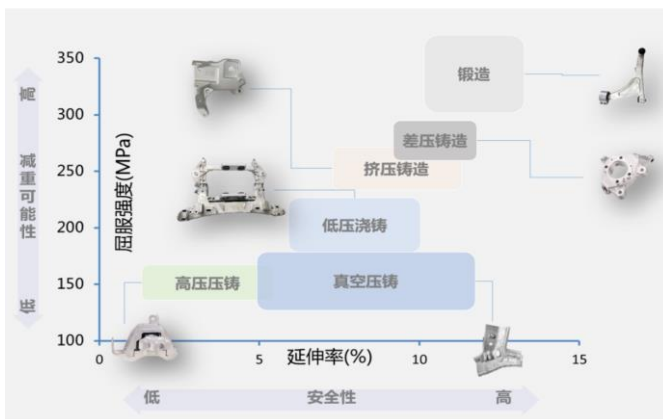 350
300
250
200
150
100
高
减重可能性
低
屈服强度(MPa)
锻造
差压铸造
挤压铸造
低压浇铸
高压压铸
真空压铸
0
5
延伸率(%)
10
15
低
安全性
高